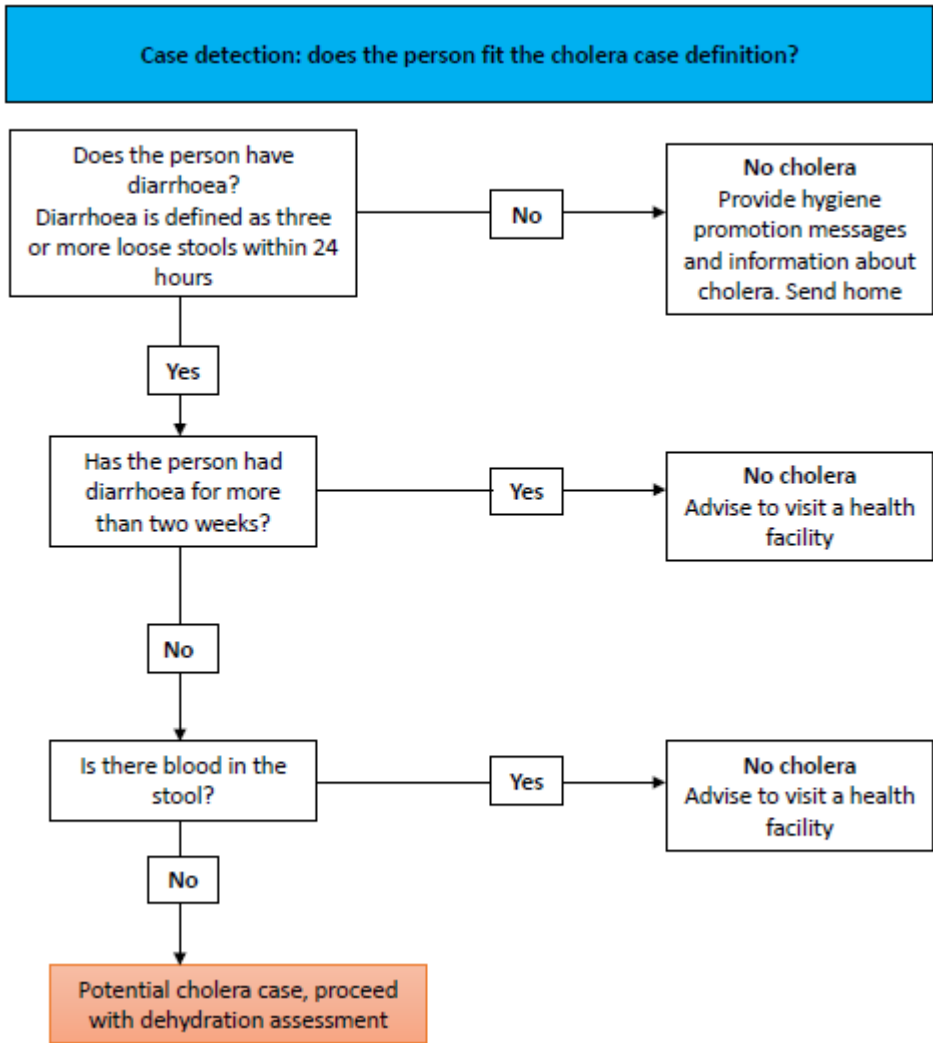 Case detection: does the person fit the cholera case definition?
Does the person have
diarrhoea?
Diarrhoea is defined as three
or more loose stools within 24
hours
No
No cholera
Provide hygiene
promotion messages
and information about
cholera. Send home
Yes
Has the person had
diarrhoea for more
than two weeks?
Yes
No cholera
Advise to visit a health
facility
No
Is there blood in the
stool?
Yes
No cholera
Advise to visit a health
facility
No
Potential cholera case, proceed
with dehydration assessment